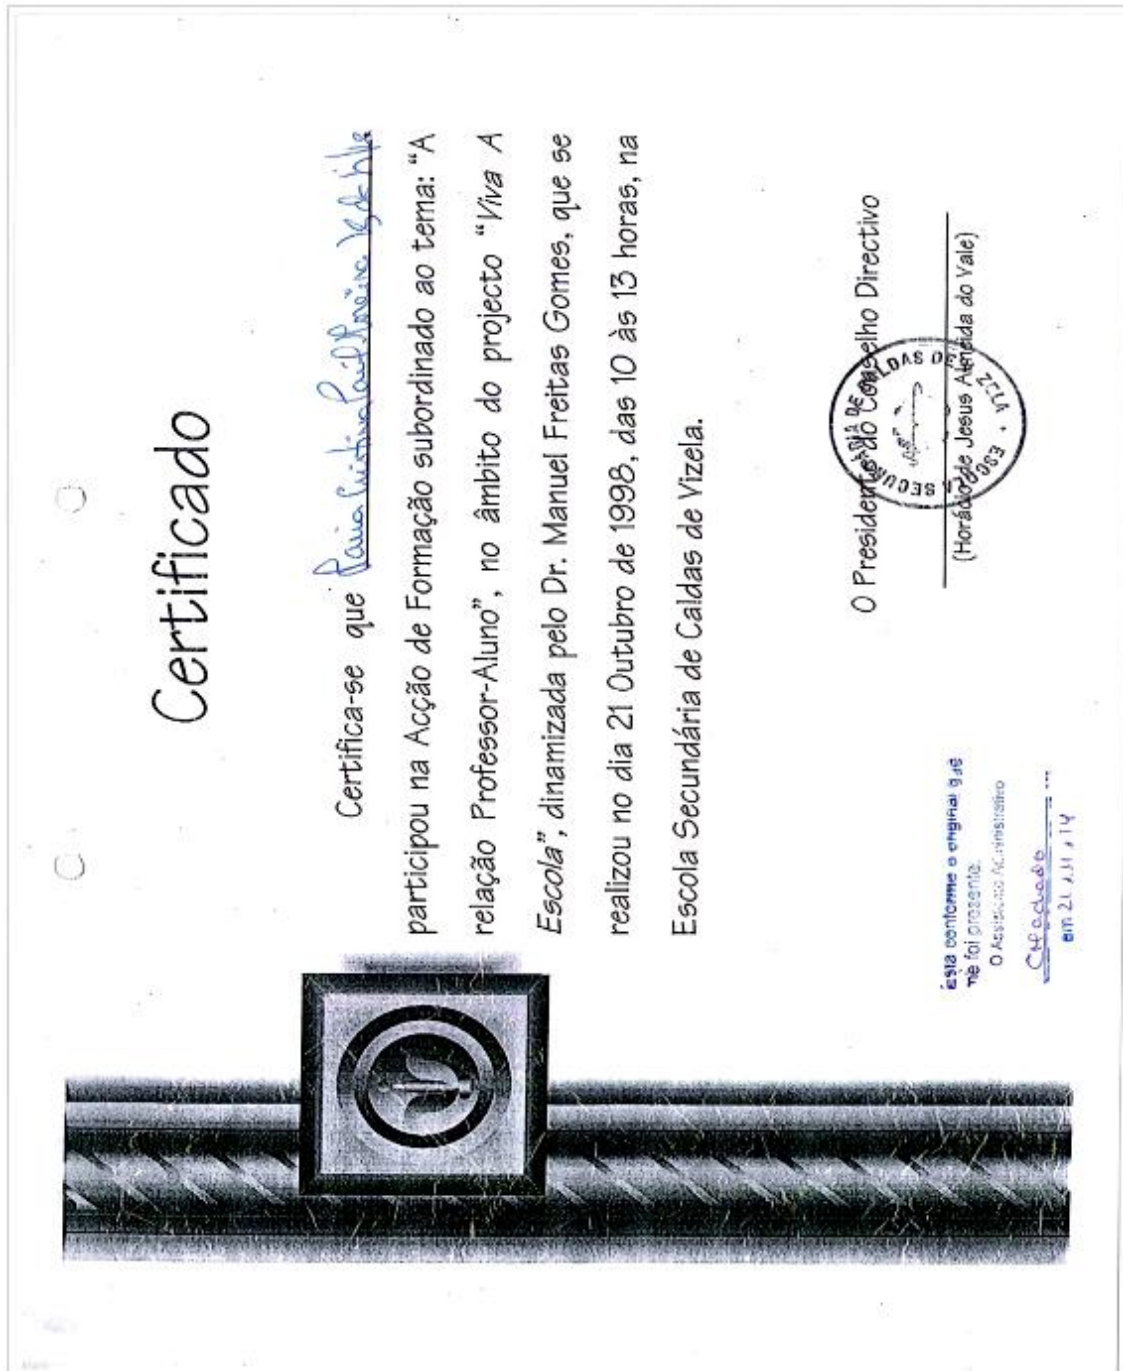 Certificado
Certifica-se que
participou na Acção de Formação subordinado ao tema: “A
relação Professor-Aluno”, no âmbito do projecto “Viva A
Escola”, dinamizada pelo Dr. Manuel Freitas Gomes, que se
realizou no dia 21 Outubro de 1998, das 10 às 13 horas, na
Escola Secundária de Caldas de Vizela.
O Presidente do Conselho Directivo
(Horácio de Jesus Almeida do Vale)
Está conforme o original que
me foi presente.
O Assistente Administrativo
CMachado
em 21/11/14